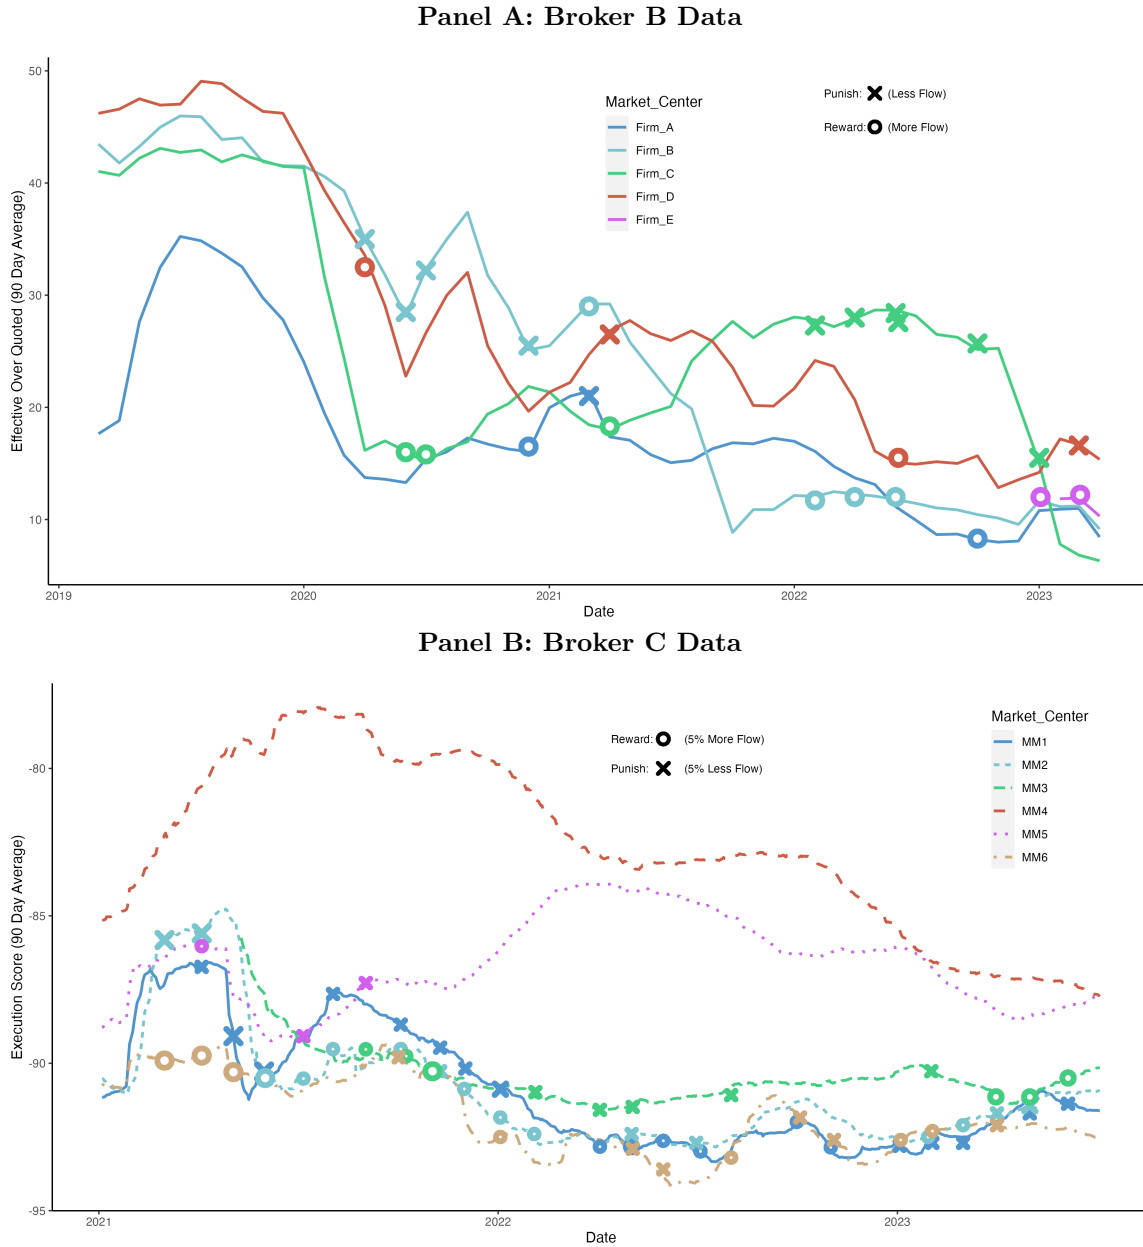 Panel A: Broker B Data
Effective Over Quoted (90 Day Average)
50
40
30
20
10
Market_Center
Firm_A
Firm_B
Firm_C
Firm_D
Firm_E
Punish: (Less Flow)
Reward: (More Flow)
2019
2020
2021
2022
2023
Date
Panel B: Broker C Data
Execution Score (90 Day Average)
-80
-85
-90
-95
Reward: (5% More Flow)
Punish: (5% Less Flow)
Market_Center
MM1
MM2
MM3
MM4
MM5
MM6
2021
2022
2023
Date